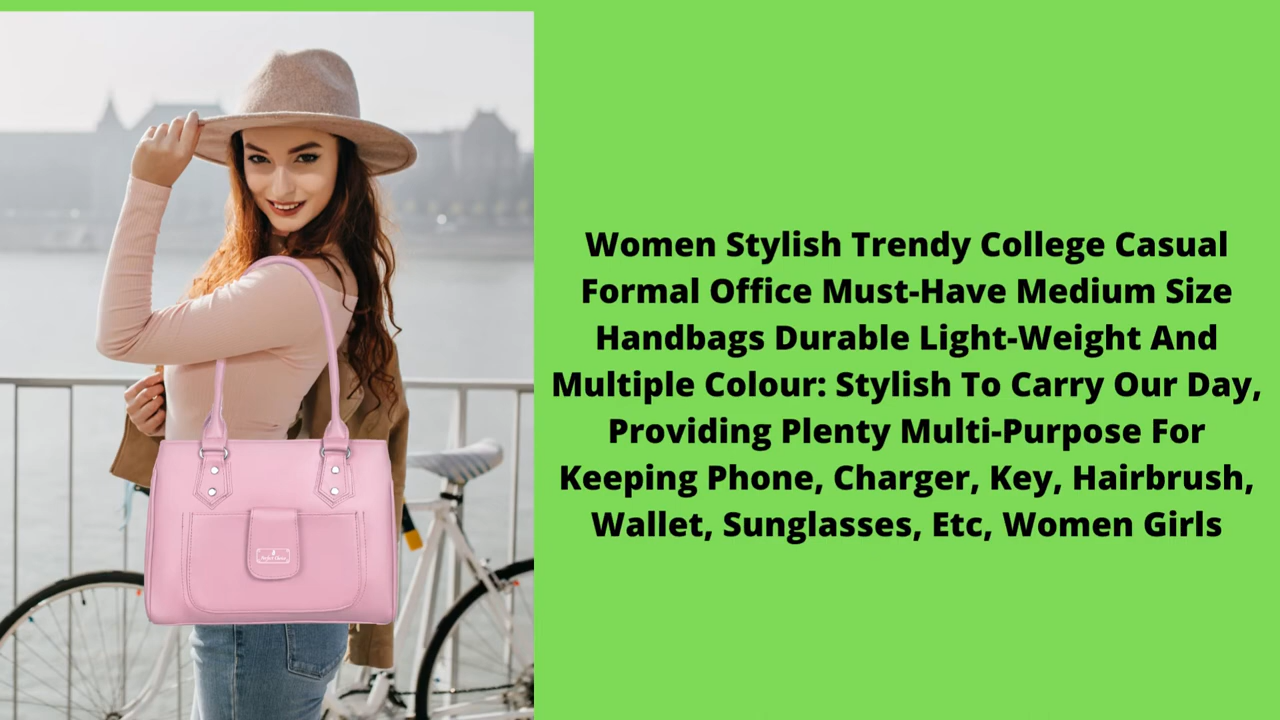 Women Stylish Trendy College Casual
Formal Office Must-Have Medium Size
Handbags Durable Light-Weight And
Multiple Colour: Stylish To Carry Our Day,
Providing Plenty Multi-Purpose For
Keeping Phone, Charger, Key, Hairbrush,
Wallet, Sunglasses, Etc, Women Girls